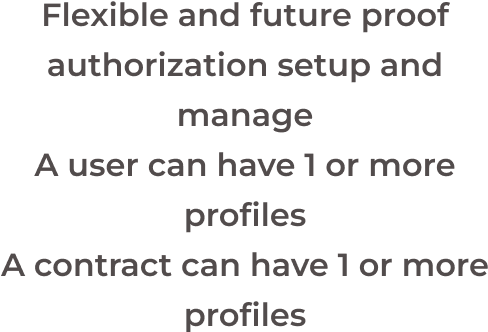 Flexible and future proof
authorization setup and
manage
A user can have 1 or more
profiles
A contract can have 1 or more
profiles